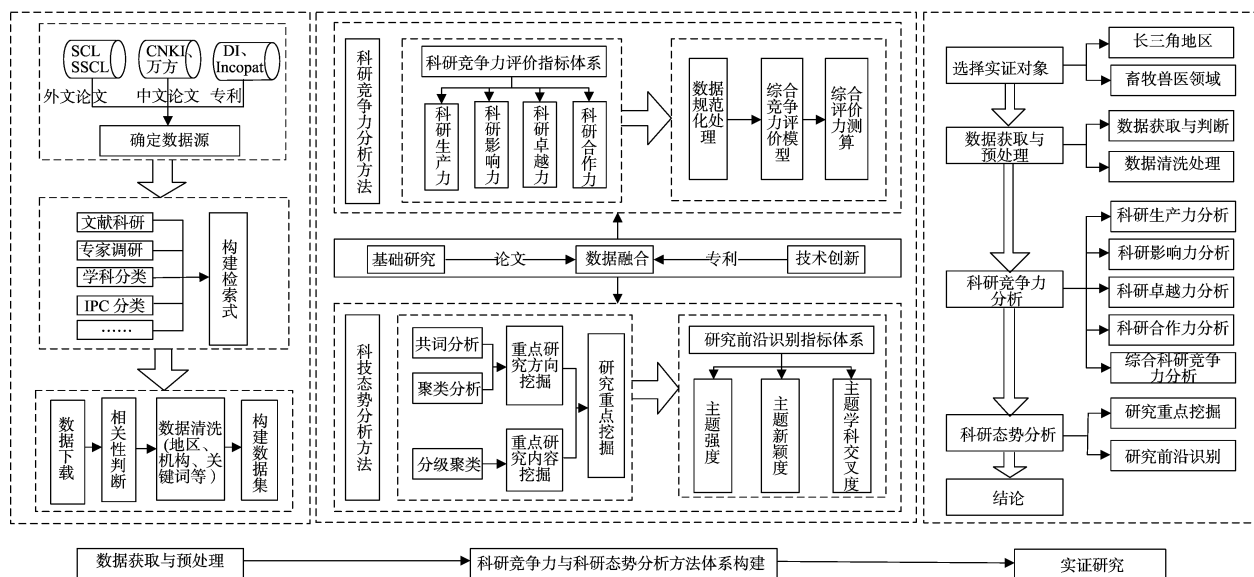 SCL
SSCL
CNKI、
万方
DI、
Incopat
外文论文
中文论文
专利
确定数据源
文献科研
专家调研
学科分类
IPC 分类
……
构建检索式
数据下载
相关性判断
数据清洗
(地区、
机构、关
键词等）
构建数据集
科研竞争力分析方法
科研竞争力评价指标体系
科研生产力
科研影响力
科研卓越力
科研合作力
数据规范化处理
综合竞争力评价模型
综合评价力测算
基础研究
论文
数据融合
专利
技术创新
科技态势分析方法
共词分析
聚类分析
重点研
究方向
挖掘
分级聚类
重点研
究内容
挖掘
研究重点挖掘
研究前沿识别指标体系
主题强度
主题新颖度
主题学科交叉度
选择实证对象
长三角地区
畜牧兽医领域
数据获取与
预处理
数据获取与判断
数据清洗处理
科研竞争力
分析
科研生产力分析
科研影响力分析
科研卓越力分析
科研合作力分析
综合科研竞争
力分析
科研态势分析
研究重点挖掘
研究前沿识别
结论
数据获取与预处理
科研竞争力与科研态势分析方法体系构建
实证研究